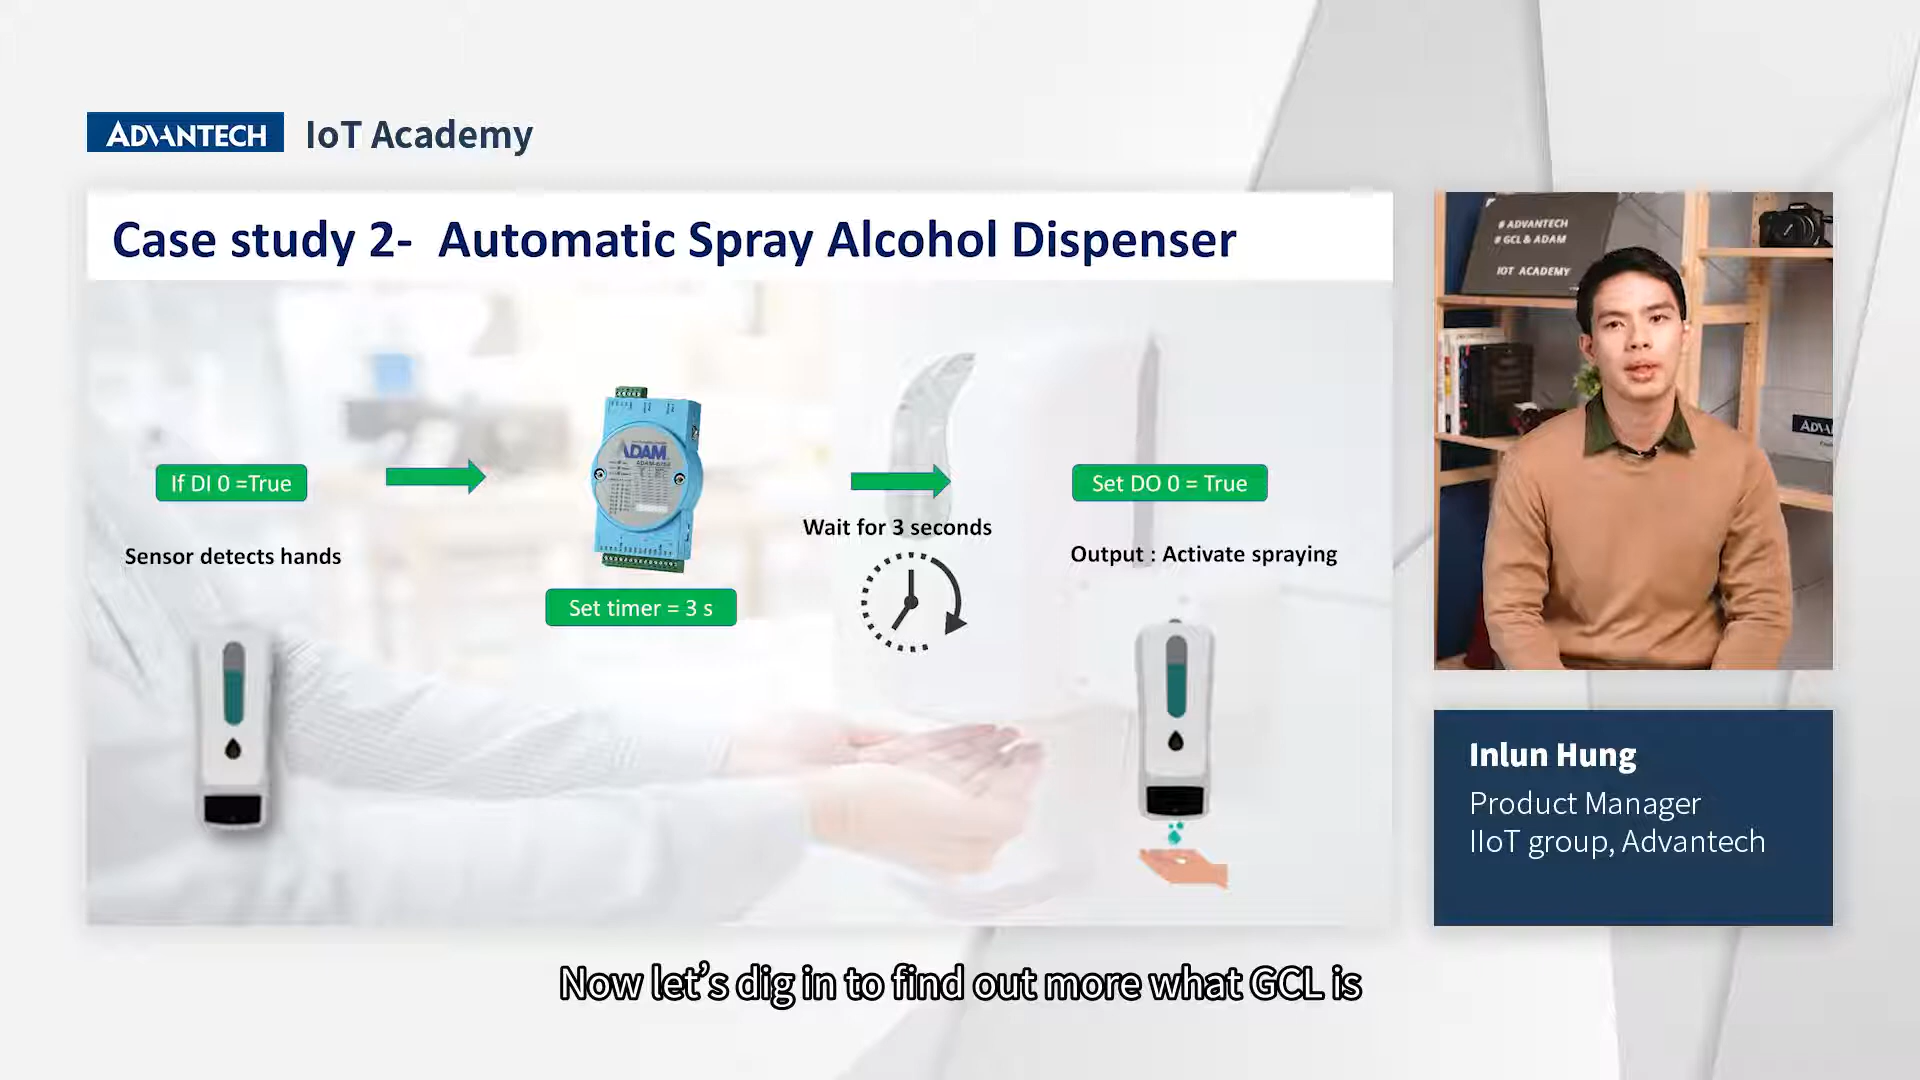 ADVANTECH IoT Academy
Case study 2- Automatic Spray Alcohol Dispenser
# ADVANTECH
# GCL & ADAM
IOT ACADEMY
ADAM
If DI 0 =True
Set DO 0 = True
Wait for 3 seconds
Sensor detects hands
Output : Activate spraying
Set timer = 3 s
Inlun Hung
Product Manager
IIoT group, Advantech
Now let's dig in to find out more what GCL is